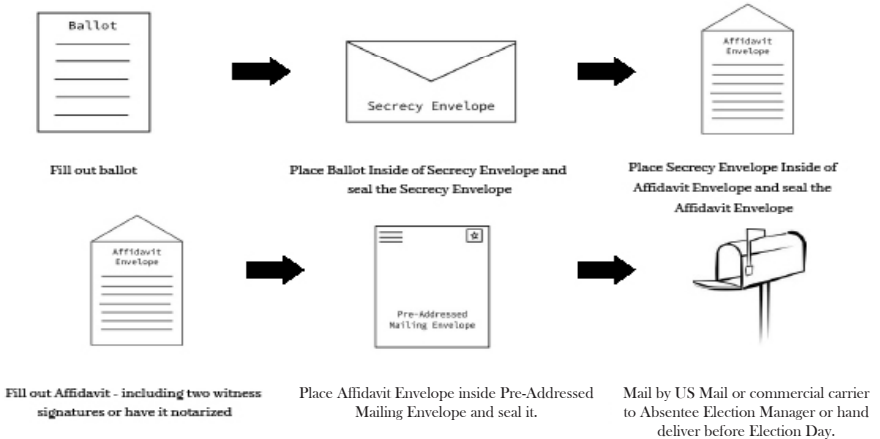 Ballot
Fill out ballot
Secrecy Envelope
Place Ballot Inside of Secrecy Envelope and
seal the Secrecy Envelope
Affidavit
Envelope
Place Secrecy Envelope Inside of
Affidavit Envelope and seal the
Affidavit Envelope
Affidavit
Envelope
Fill out Affidavit - including two witness
signatures or have it notarized
Pre-Addressed
Mailing Envelope
Place Affidavit Envelope inside Pre-Addressed
Mailing Envelope and seal it.
Mail by US Mail or commercial carrier
to Absentee Election Manager or hand
deliver before Election Day.